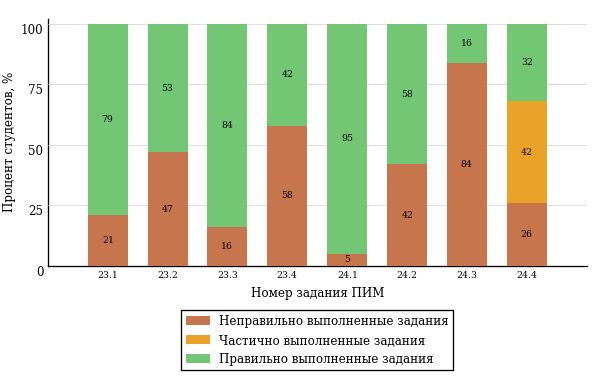 Процент студентов, %
100
75
50
25
0
79 53 84 42 95 58 16 32
42
21 47 16 58 5 42 84 26
23.1 23.2 23.3 23.4 24.1 24.2 24.3 24.4
Номер задания ПИМ
Неправильно выполненные задания
Частично выполненные задания
Правильно выполненные задания